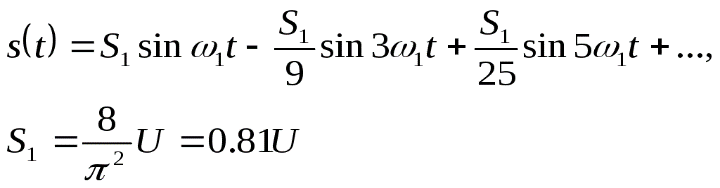 s(t) = S₁ sin ω₁t - S₁/9 sin 3ω₁t + S₁/25 sin 5ω₁t + ...,
S₁ = 8/π² U = 0.81U